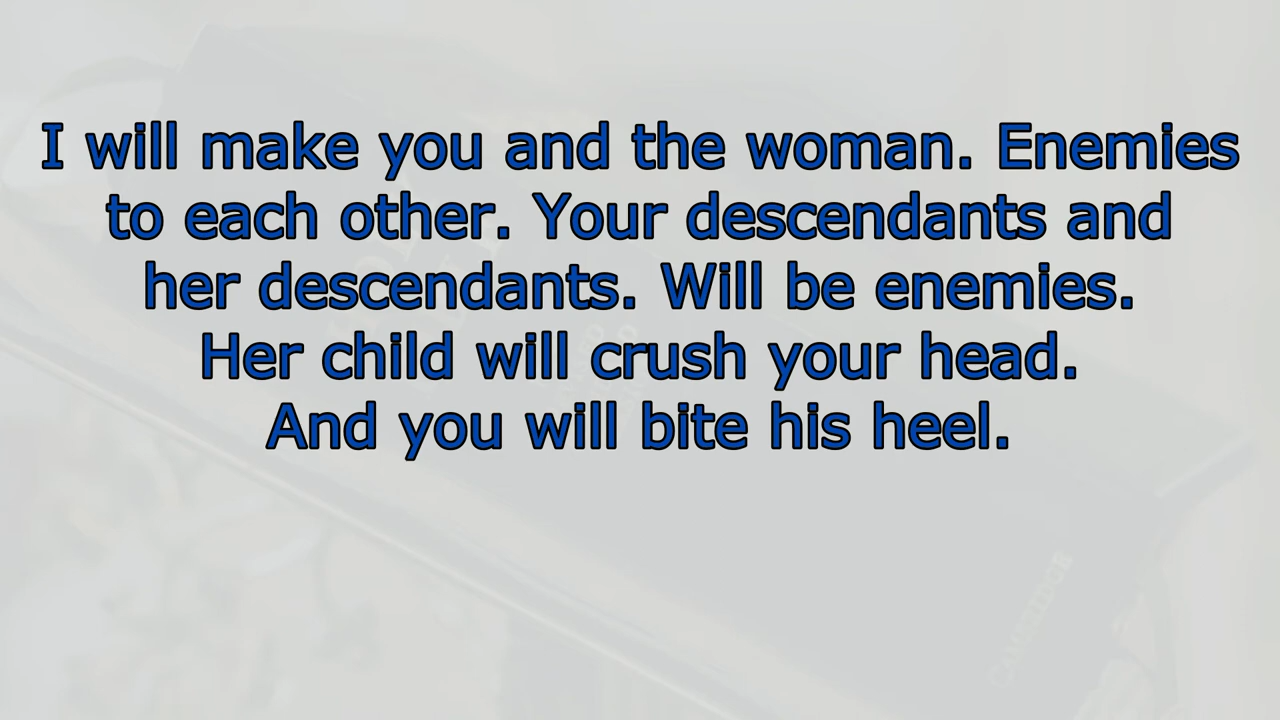 I will make you and the woman. Enemies
to each other. Your descendants and
her descendants. Will be enemies.
Her child will crush your head.
And you will bite his heel.
CAMBRIDGE